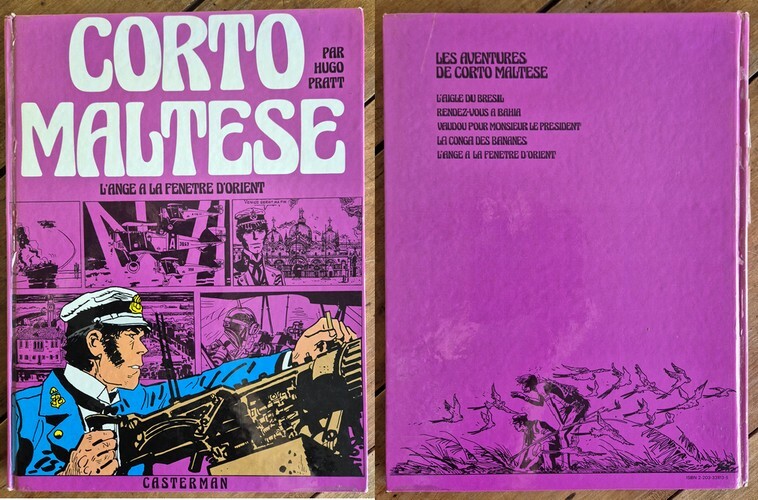 CORTO
PAR
HUGO
PRATT
MALTESE
L'ANGE A LA FENETRE D'ORIENT
CASTERMAN
LES AVENTURES
DE CORTO MALTESE
L'AIGLE DU BRESIL
RENDEZ-VOUS A BAHIA
VAUDOU POUR MONSIEUR LE PRESIDENT
LA CONGA DES BANANES
L'ANGE A LA FENETRE D'ORIENT